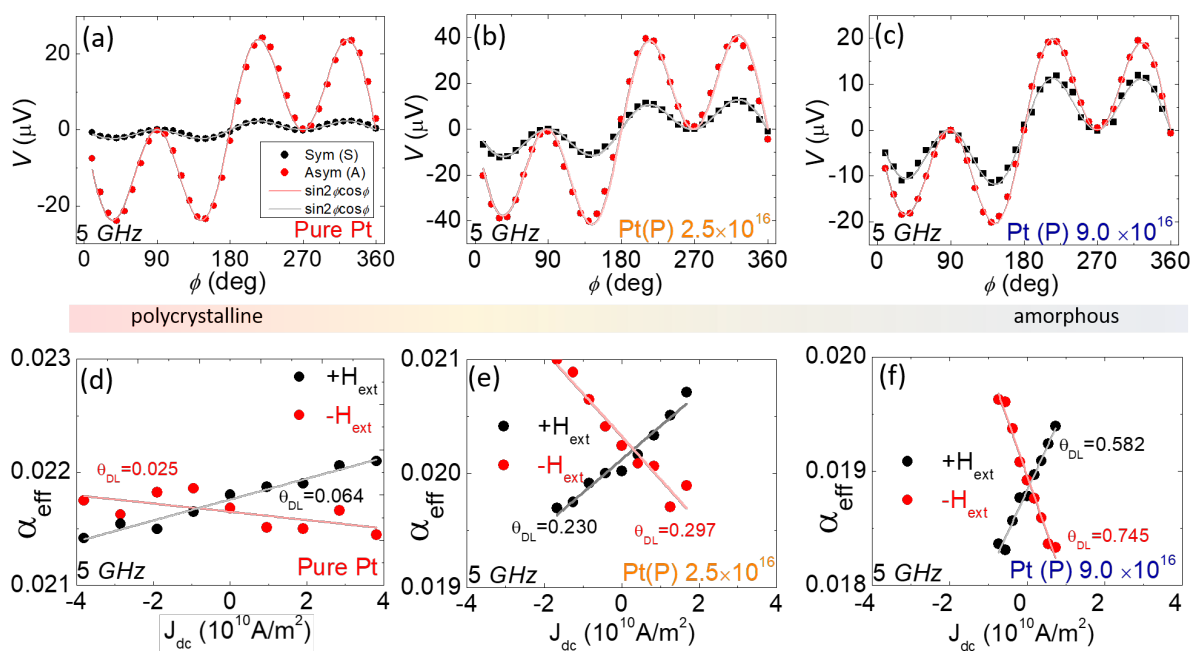 (a)
20
0
-20
V (μV)
Sym (S)
Asym (A)
sin2ϕcosϕ
sin2ϕcosϕ
5 GHz
Pure Pt
0 90 180 270 360
ϕ (deg)
(b)
40
20
0
-20
-40
V (μV)
5 GHz
Pt(P) 2.5×10^16
0 90 180 270 360
ϕ (deg)
(c)
20
10
0
-10
-20
V (μV)
5 GHz
Pt (P) 9.0 ×10^16
0 90 180 270 360
ϕ (deg)
polycrystalline
amorphous
(d)
0.023
0.022
0.021
α_eff
+H_ext
-H_ext
θ_DL=0.025
θ_DL=0.064
5 GHz
Pure Pt
-4 -2 0 2 4
J_dc (10^10A/m^2)
(e)
0.021
0.020
0.019
α_eff
+H_ext
-H_ext
θ_DL=0.230
θ_DL=0.297
5 GHz
Pt(P) 2.5×10^16
-4 -2 0 2 4
J_dc (10^10A/m^2)
(f)
0.020
0.019
0.018
α_eff
θ_DL=0.582
+H_ext
-H_ext
θ_DL=0.745
5 GHz
Pt (P) 9.0 ×10^16
-4 -2 0 2 4
J_dc (10^10A/m^2)